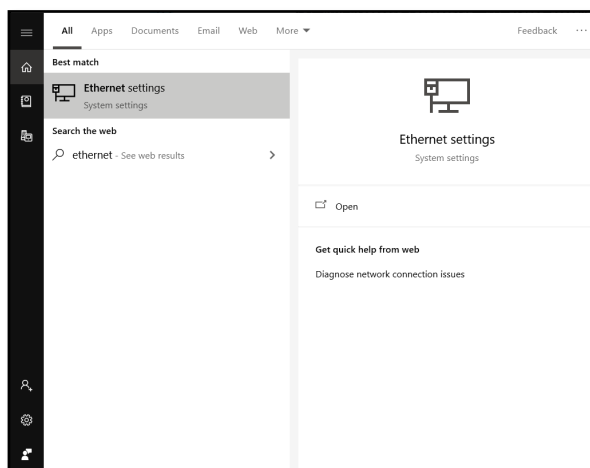 All Apps Documents Email Web More Feedback ...
Best match
Ethernet settings
System settings
Search the web
ethernet - See web results
Ethernet settings
System settings
Open
Get quick help from web
Diagnose network connection issues